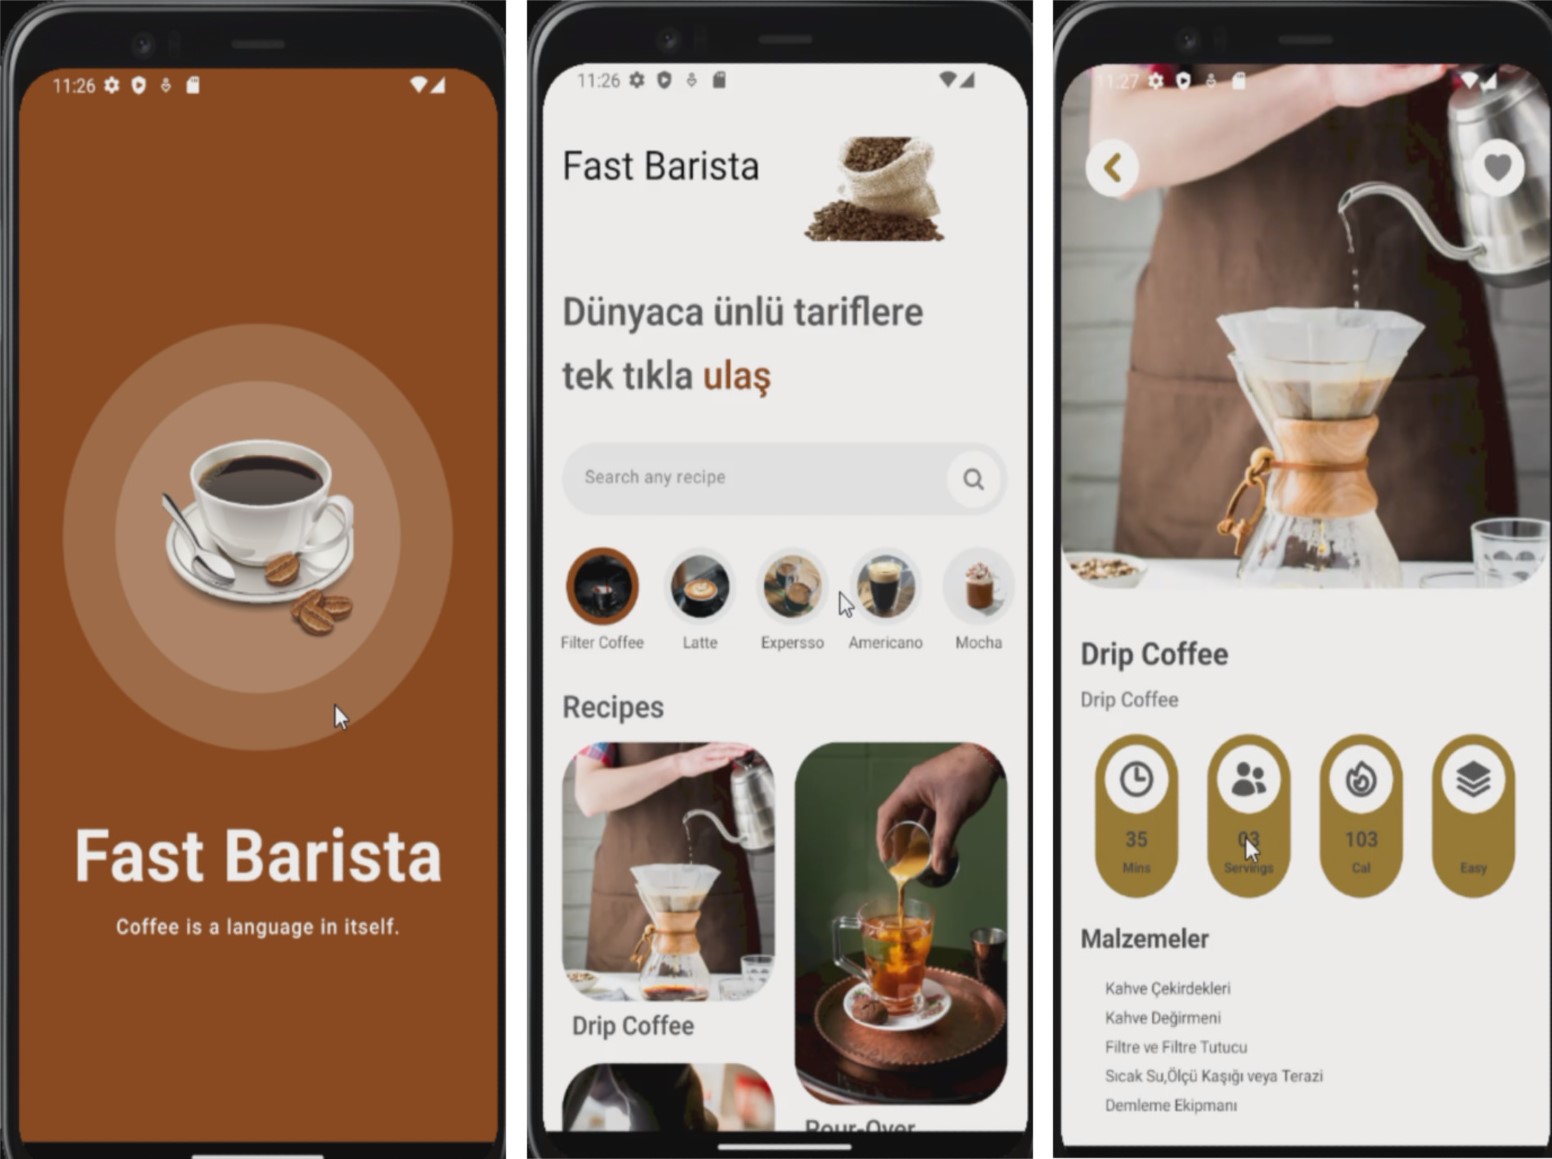 11:26
Fast Barista
Coffee is a language in itself.
11:26
Fast Barista
Dünyaca ünlü tariflere
tek tıkla ulaş
Search any recipe
Filter Coffee
Latte
Expersso
Americano
Mocha
Recipes
Drip Coffee
Pour-Over
11:27
Drip Coffee
Drip Coffee
35
03
103
Mins
Servings
Cal
Easy
Malzemeler
Kahve Çekirdekleri
Kahve Değirmeni
Filtre ve Filtre Tutucu
Sıcak Su,Ölçü Kaşığı veya Terazi
Demleme Ekipmanı